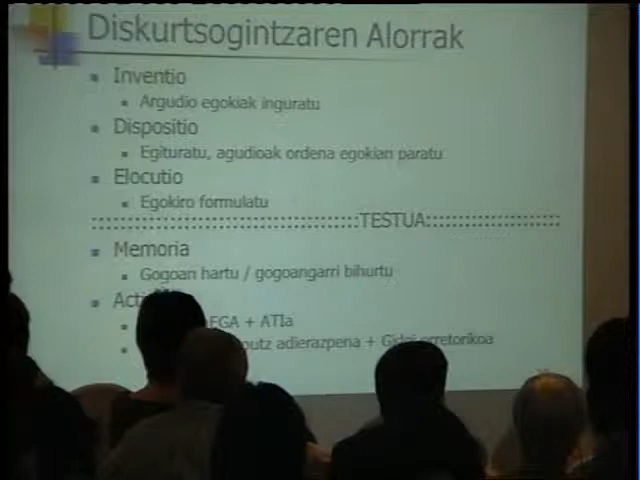 Diskurtsogintzaren Alorrak
Inventio
Argudio egokiak inguratu
Dispositio
Egituratu, agudioak ordena egokian paratu
Elocutio
Egokiro formulatu
::::::::::::::::::::::::::::::::::TESTUA:::::::::::::::::
Memoria
Gogoan hartu / gogoangarri bihurtu
EGA + ATIa
adierazpena + erretorikoa